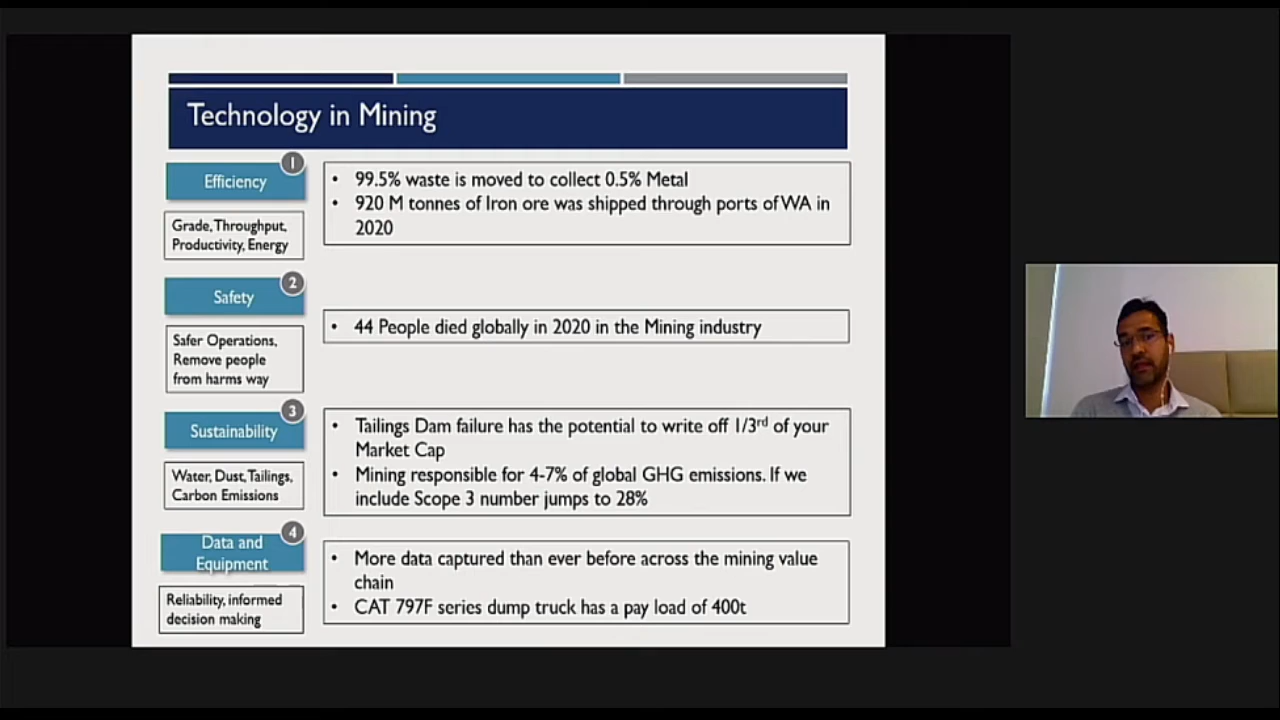 Technology in Mining
1
Efficiency
Grade, Throughput,
Productivity, Energy
• 99.5% waste is moved to collect 0.5% Metal
• 920 M tonnes of Iron ore was shipped through ports of WA in
2020
2
Safety
Safer Operations,
Remove people
from harms way
• 44 People died globally in 2020 in the Mining industry
3
Sustainability
Water, Dust, Tailings,
Carbon Emissions
• Tailings Dam failure has the potential to write off 1/3rd of your
Market Cap
• Mining responsible for 4-7% of global GHG emissions. If we
include Scope 3 number jumps to 28%
4
Data and
Equipment
Reliability, informed
decision making
• More data captured than ever before across the mining value
chain
• CAT 797F series dump truck has a pay load of 400t